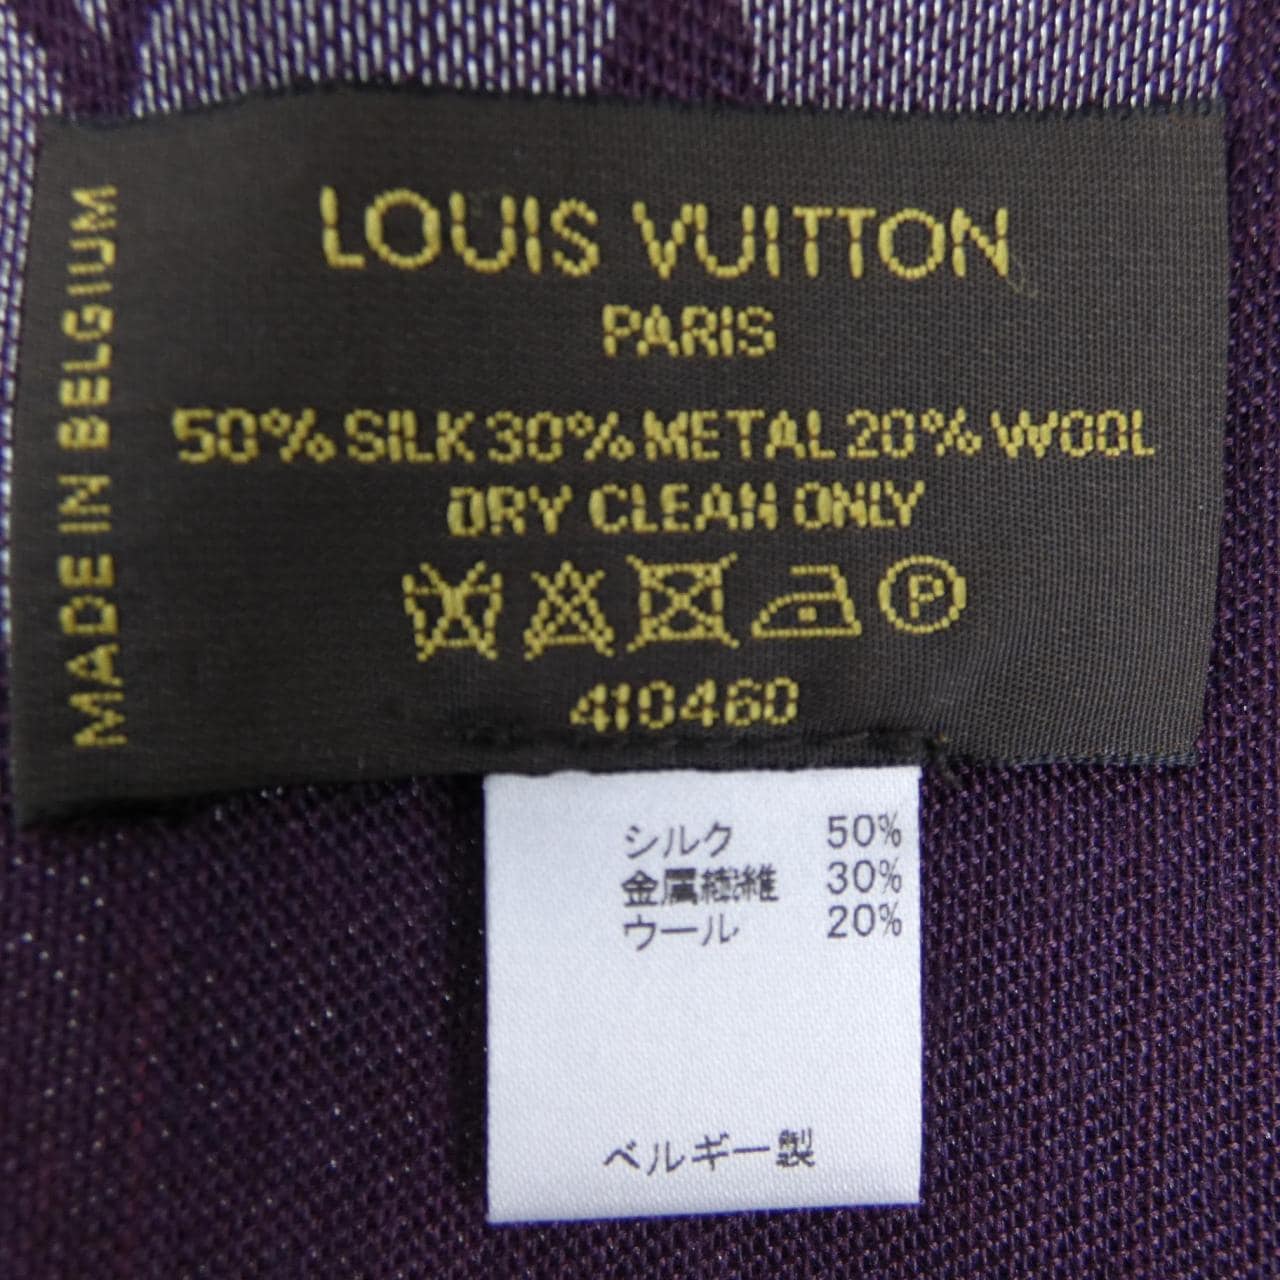 LOUIS VUITTON
PARIS
50% SILK 30% METAL 20% WOOL
DRY CLEAN ONLY
P
410460
MADE IN BELGIUM
シルク 50%
金属繊維 30%
ウール 20%
ベルギー製